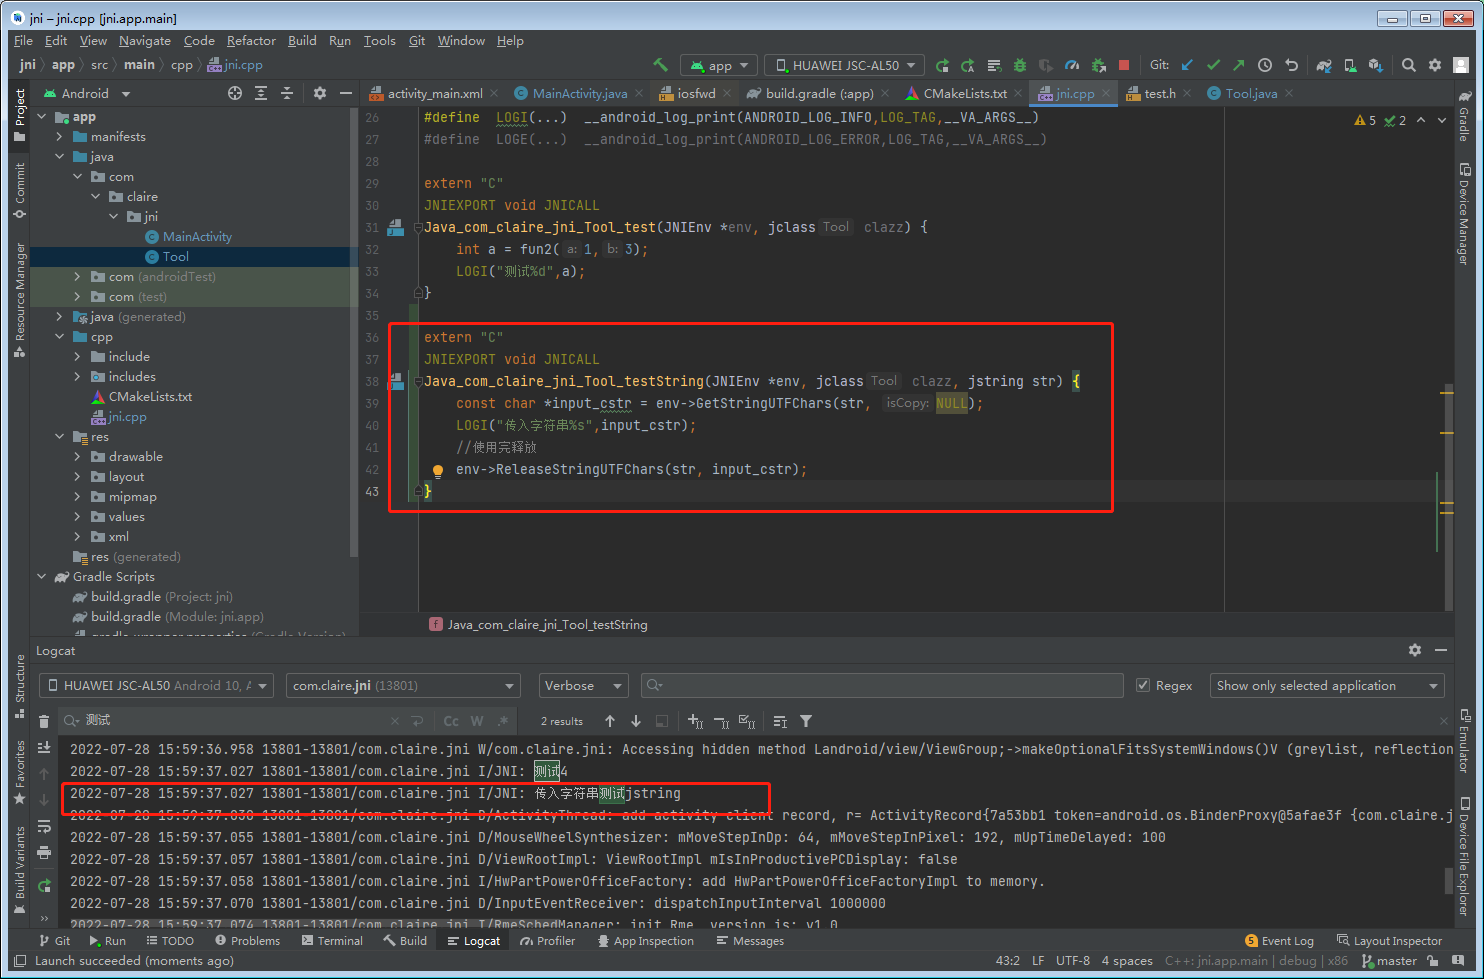 jni – jni.cpp [jni.app.main]
File Edit View Navigate Code Refactor Build Run Tools Git Window Help
jni app src main cpp jni.cpp
app HUAWEI JSC-AL50 Git:
Android
activity_main.xml MainActivity.java iosfwd build.gradle (:app) CMakeLists.txt jni.cpp test.h Tool.java
Project
Commit
Resource Manager
Structure
Favorites
Build Variants
app
manifests
java
com
claire
jni
MainActivity
Tool
com (androidTest)
com (test)
java (generated)
cpp
include
includes
CMakeLists.txt
jni.cpp
res
drawable
layout
mipmap
values
xml
res (generated)
Gradle Scripts
build.gradle (Project: jni)
build.gradle (Module: jni.app)
gradle-wrapper.properties (Gradle Version)
5 2
26 #define LOGI(...) __android_log_print(ANDROID_LOG_INFO,LOG_TAG,__VA_ARGS__)
27 #define LOGE(...) __android_log_print(ANDROID_LOG_ERROR,LOG_TAG,__VA_ARGS__)
28
29 extern "C"
30 JNIEXPORT void JNICALL
31 Java_com_claire_jni_Tool_test(JNIEnv *env, jclass Tool clazz) {
32 int a = fun2( a: 1, b: 3);
33 LOGI("测试%d",a);
34 }
35
36 extern "C"
37 JNIEXPORT void JNICALL
38 Java_com_claire_jni_Tool_testString(JNIEnv *env, jclass Tool clazz, jstring str) {
39 const char *input_cstr = env->GetStringUTFChars(str, isCopy: NULL);
40 LOGI("传入字符串%s",input_cstr);
41 //使用完释放
42 env->ReleaseStringUTFChars(str, input_cstr);
43 }
f Java_com_claire_jni_Tool_testString
Gradle
Device Manager
Emulator
Device File Explorer
Logcat
HUAWEI JSC-AL50 Android 10, A com.claire.jni (13801) Verbose Regex Show only selected application
测试 Cc W .* 2 results
2022-07-28 15:59:36.958 13801-13801/com.claire.jni W/com.claire.jni: Accessing hidden method Landroid/view/ViewGroup;->makeOptionalFitsSystemWindows()V (greylist, reflection
2022-07-28 15:59:37.027 13801-13801/com.claire.jni I/JNI: 测试4
2022-07-28 15:59:37.027 13801-13801/com.claire.jni I/JNI: 传入字符串测试jstring
2022-07-28 15:59:37.030 13801-13801/com.claire.jni D/ActivityThread: add activity client record, r= ActivityRecord{7a53bb1 token=android.os.BinderProxy@5afae3f {com.claire.j
2022-07-28 15:59:37.055 13801-13801/com.claire.jni D/MouseWheelSynthesizer: mMoveStepInDp: 64, mMoveStepInPixel: 192, mUpTimeDelayed: 100
2022-07-28 15:59:37.057 13801-13801/com.claire.jni D/ViewRootImpl: ViewRootImpl mIsInProductivePCDisplay: false
2022-07-28 15:59:37.058 13801-13801/com.claire.jni I/HwPartPowerOfficeFactory: add HwPartPowerOfficeFactoryImpl to memory.
2022-07-28 15:59:37.070 13801-13801/com.claire.jni D/InputEventReceiver: dispatchInputInterval 1000000
2022-07-28 15:59:37.074 13801-13801/com.claire.jni I/RmeSchedManager: init Rme, version is: v1.0
Git Run TODO Problems Terminal Build Logcat Profiler App Inspection Messages 5 Event Log Layout Inspector
Launch succeeded (moments ago) 43:2 LF UTF-8 4 spaces C++: jni.app.main | debug | x86 master